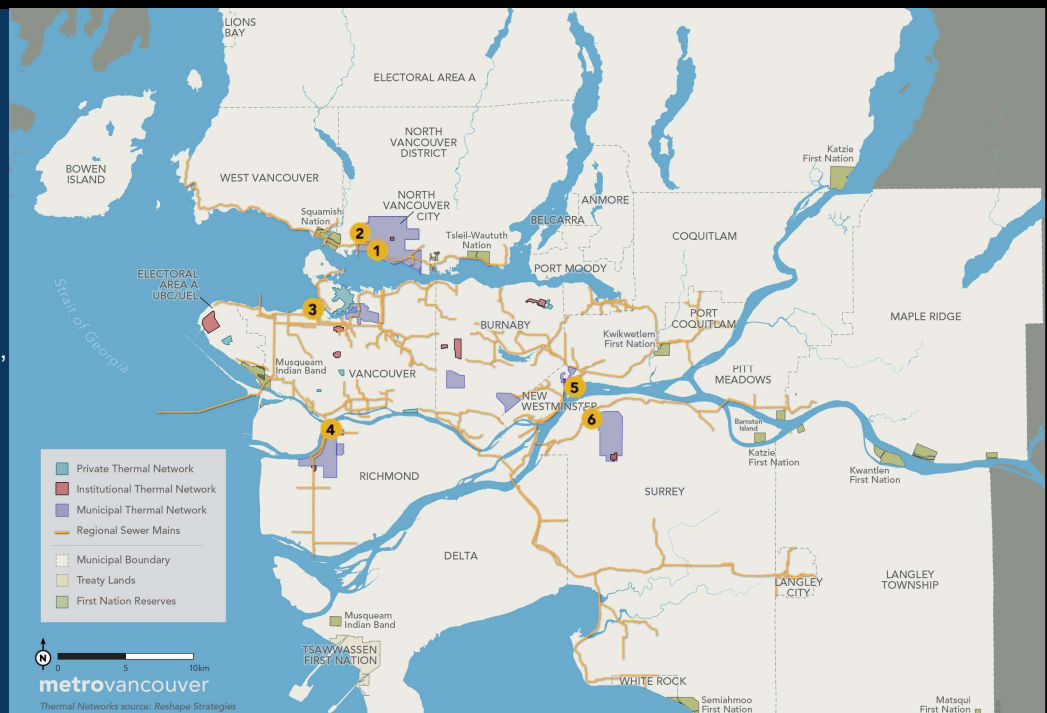 LIONS
BAY
ELECTORAL AREA A
NORTH
VANCOUVER
DISTRICT
BOWEN
ISLAND
WEST VANCOUVER
NORTH
VANCOUVER
CITY
Squamish
Nation
2
1
Tsleil-Waututh
Nation
BELCARRA
ANMORE
Katzie
First Nation
COQUITLAM
PORT MOODY
ELECTORAL
AREA A
UBC/UEL
3
Strait of Georgia
BURNABY
PORT
COQUITLAM
Kwikwetlem
First Nation
MAPLE RIDGE
,
Musqueam
Indian Band
VANCOUVER
PITT
MEADOWS
5
NEW
WESTMINSTER
6
4
Barnston
Island
Katzie
First Nation
Kwantlen
First Nation
RICHMOND
SURREY
DELTA
LANGLEY
CITY
LANGLEY
TOWNSHIP
Private Thermal Network
Institutional Thermal Network
Municipal Thermal Network
Regional Sewer Mains
Municipal Boundary
Treaty Lands
First Nation Reserves
Musqueam
Indian Band
TSAWWASSEN
FIRST NATION
WHITE ROCK
Semiahmoo
First Nation
Matsqui
First Nation
N
0 5 10km
metrovancouver
Thermal Networks source: Reshape Strategies